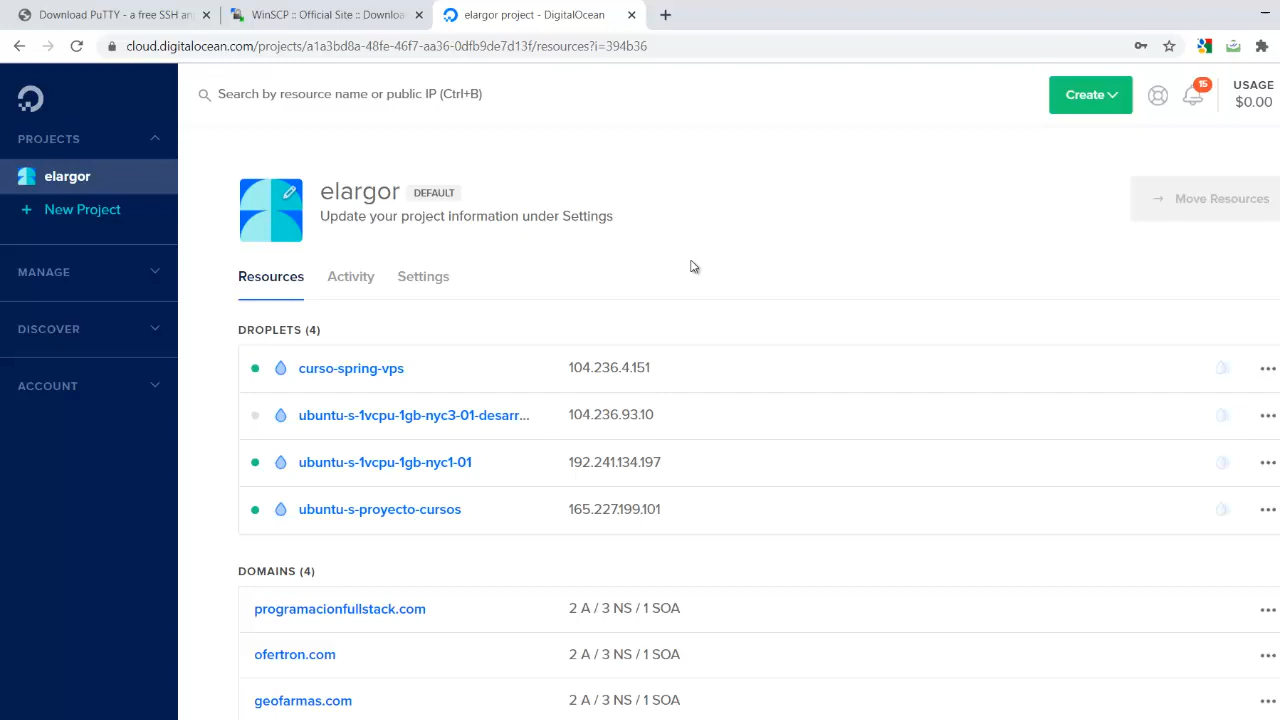 Download PuTTY - a free SSH an
WinSCP :: Official Site :: Downloa
elargor project - DigitalOcean
cloud.digitalocean.com/projects/a1a3bd8a-48fe-46f7-aa36-0dfb9de7d13f/resources?i=394b36
Search by resource name or public IP (Ctrl+B)
Create
15
USAGE
$0.00
PROJECTS
elargor
+ New Project
MANAGE
DISCOVER
ACCOUNT
elargor DEFAULT
Update your project information under Settings
→ Move Resources
Resources Activity Settings
DROPLETS (4)
curso-spring-vps 104.236.4.151
ubuntu-s-1vcpu-1gb-nyc3-01-desarr... 104.236.93.10
ubuntu-s-1vcpu-1gb-nyc1-01 192.241.134.197
ubuntu-s-proyecto-cursos 165.227.199.101
DOMAINS (4)
programacionfullstack.com 2 A / 3 NS / 1 SOA
ofertron.com 2 A / 3 NS / 1 SOA
geofarmas.com 2 A / 3 NS / 1 SOA